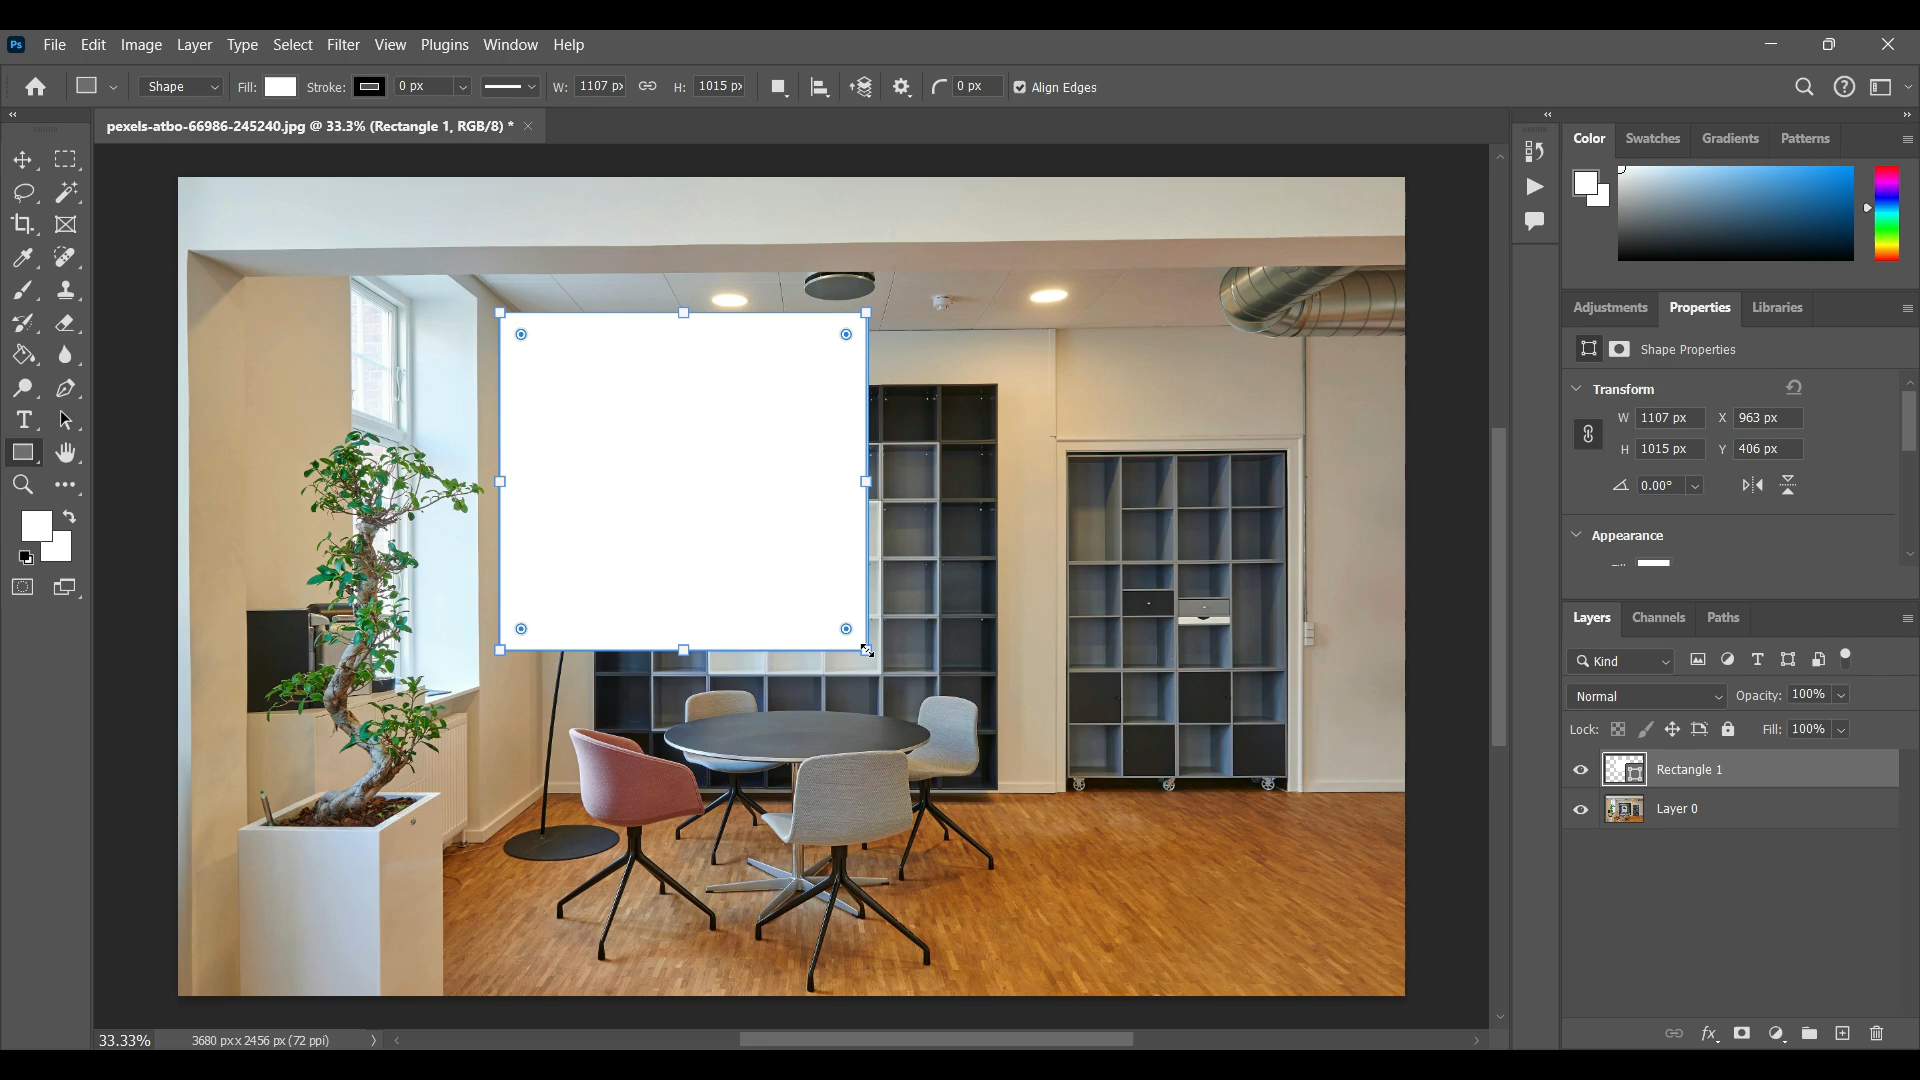 Ps File Edit Image Layer Type Select Filter View Plugins Window Help
Shape Fill: Stroke: 0 px W: 1107 px H: 1015 px 0 px Align Edges
pexels-atbo-66986-245240.jpg @ 33.3% (Rectangle 1, RGB/8) *
Color Swatches Gradients Patterns
Adjustments Properties Libraries
Shape Properties
Transform
W 1107 px X 963 px
H 1015 px Y 406 px
0.00°
Appearance
Layers Channels Paths
Kind
Normal Opacity: 100%
Lock: Fill: 100%
Rectangle 1
Layer 0
33.33% 3680 px x 2456 px (72 ppi)